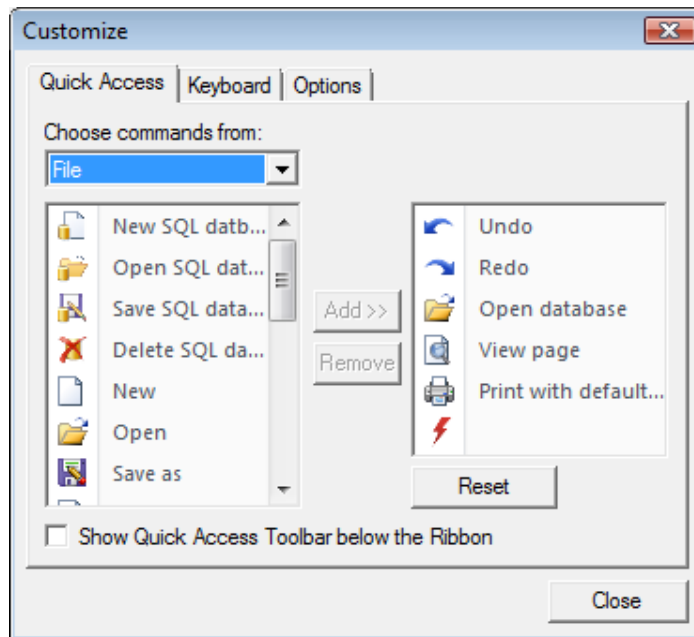 Customize
Quick Access
Keyboard
Options
Choose commands from:
File
New SQL datb...
Open SQL dat...
Save SQL data...
Delete SQL da...
New
Open
Save as
Add >>
Remove
Undo
Redo
Open database
View page
Print with default...
Reset
Show Quick Access Toolbar below the Ribbon
Close